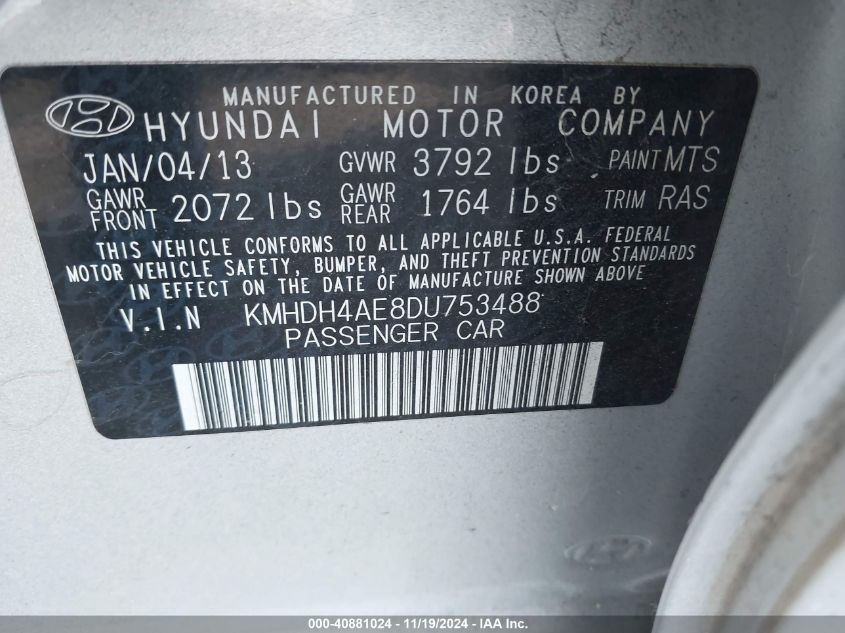 MANUFACTURED IN KOREA BY
HYUNDAI MOTOR COMPANY
JAN/04/13 GVWR 3792 lbs PAINT MTS
GAWR FRONT 2072 lbs GAWR REAR 1764 lbs TRIM RAS
THIS VEHICLE CONFORMS TO ALL APPLICABLE U.S.A. FEDERAL
MOTOR VEHICLE SAFETY, BUMPER, AND THEFT PREVENTION STANDARDS
IN EFFECT ON THE DATE OF MANUFACTURE SHOWN ABOVE
V.I.N KMHDH4AE8DU753488
PASSENGER CAR
000-40881024 - 11/19/2024 - IAA Inc.